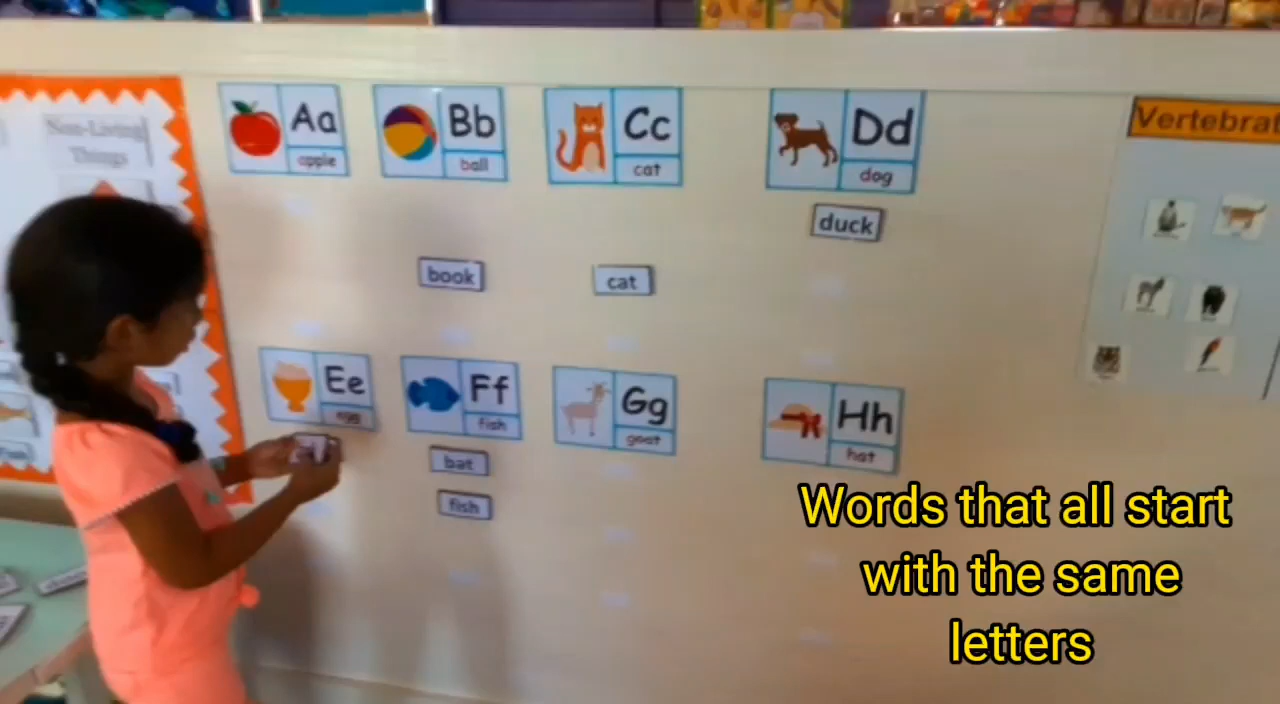 Non-Living
Things
Aa
apple
Bb
ball
Cc
cat
Dd
dog
Vertebrat
duck
book
cat
Ee
egg
Ff
fish
Gg
goat
Hh
hat
bat
fish
Words that all start
with the same
letters